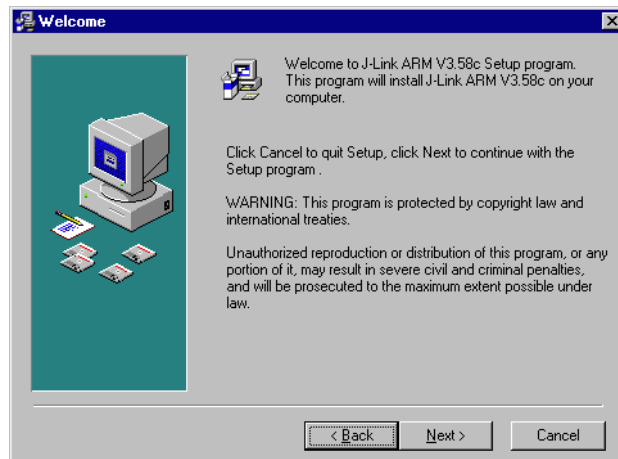 Welcome
Welcome to J-Link ARM V3.58c Setup program.
This program will install J-Link ARM V3.58c on your
computer.
Click Cancel to quit Setup, click Next to continue with the
Setup program .
WARNING: This program is protected by copyright law and
international treaties.
Unauthorized reproduction or distribution of this program, or any
portion of it, may result in severe civil and criminal penalties,
and will be prosecuted to the maximum extent possible under
law.
< Back Next > Cancel